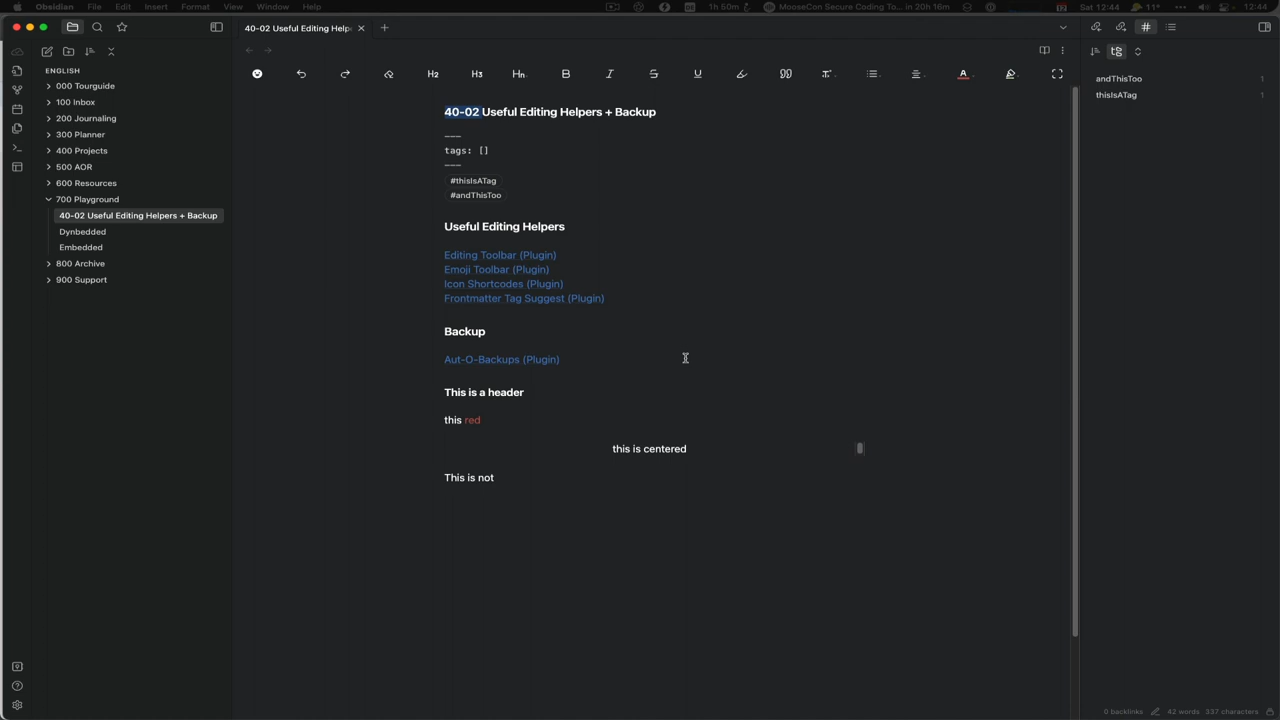 Obsidian File Edit Insert Format View Window Help
1h 50m MooseCon Secure Coding To... in 20h 16m Sat 12:44 11° 12:44
40-02 Useful Editing Help
ENGLISH
000 Tourguide
100 Inbox
200 Journaling
300 Planner
400 Projects
500 AOR
600 Resources
700 Playground
40-02 Useful Editing Helpers + Backup
Dynbedded
Embedded
800 Archive
900 Support
H2 H3 Hn B I S U T A
40-02 Useful Editing Helpers + Backup
---
tags: []
---
#thisIsATag
#andThisToo
Useful Editing Helpers
Editing Toolbar (Plugin)
Emoji Toolbar (Plugin)
Icon Shortcodes (Plugin)
Frontmatter Tag Suggest (Plugin)
Backup
Aut-O-Backups (Plugin)
This is a header
this red
this is centered
This is not
andThisToo 1
thisIsATag 1
0 backlinks 42 words 337 characters